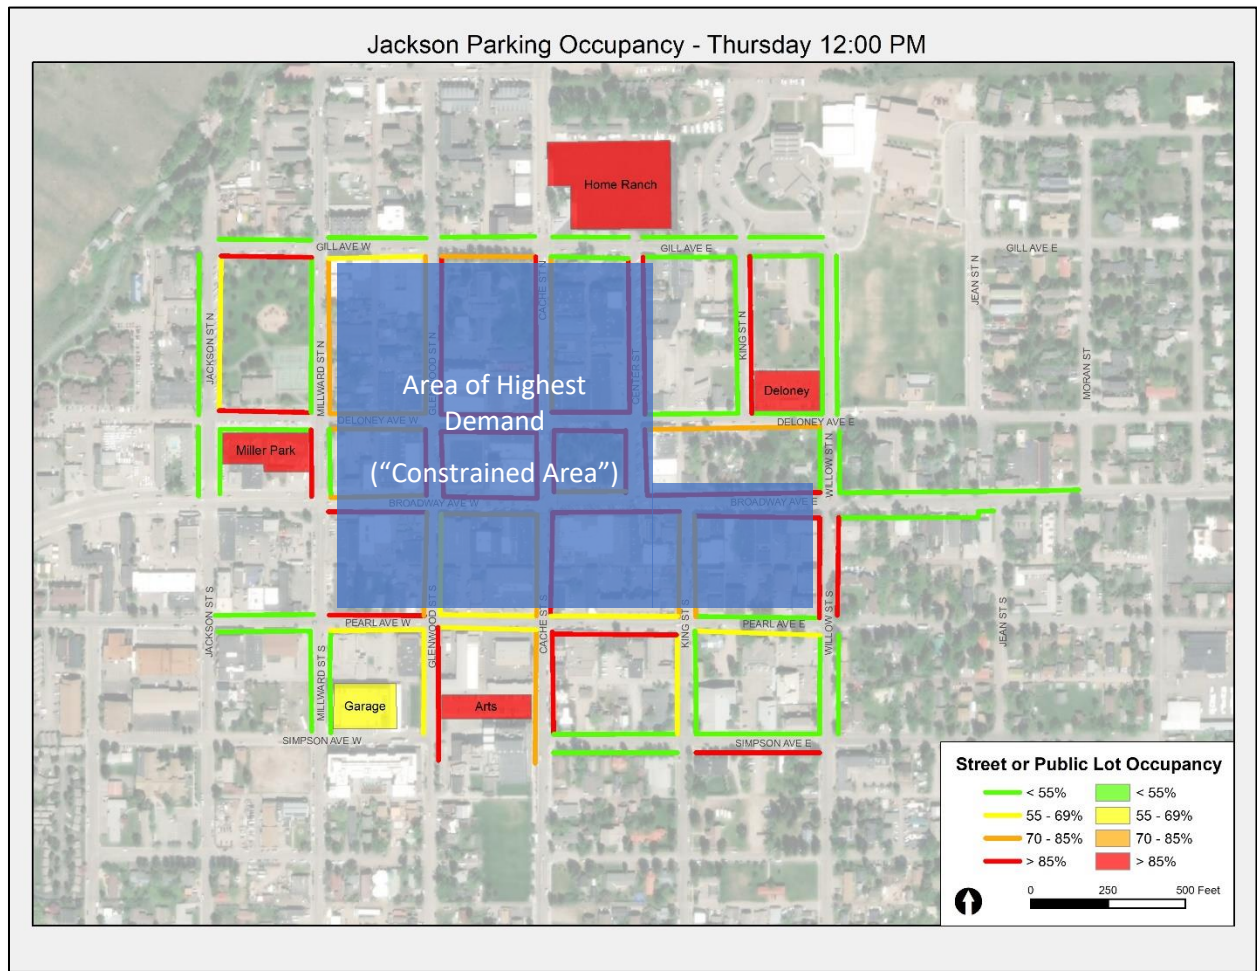 Jackson Parking Occupancy - Thursday 12:00 PM
Home Ranch
GILL AVE W
GILL AVE E
GILL AVE E
JACKSON ST N
MILLWARD ST N
GLENWOOD ST N
CACHE ST N
CENTER ST
KING ST N
JEAN ST N
MORAN ST
Area of Highest
Demand
(“Constrained Area”)
Deloney
DELONEY AVE W
DELONEY AVE E
Miller Park
WILLOW ST N
BROADWAY AVE W
BROADWAY AVE E
JACKSON ST S
MILLWARD ST S
GLENWOOD ST S
CACHE ST S
KING ST S
WILLOW ST S
JEAN ST S
PEARL AVE W
PEARL AVE E
Garage
Arts
SIMPSON AVE W
SIMPSON AVE E
Street or Public Lot Occupancy
< 55% < 55%
55 - 69% 55 - 69%
70 - 85% 70 - 85%
> 85% > 85%
0 250 500 Feet